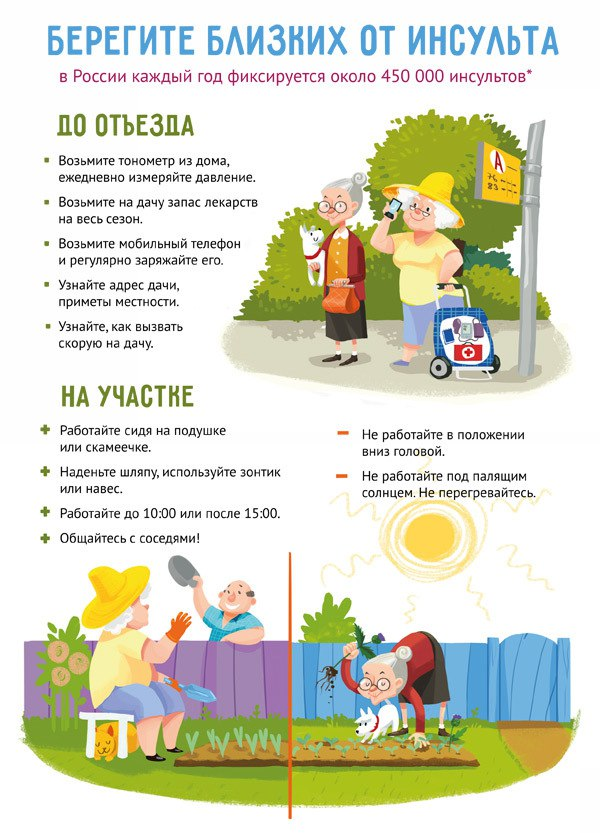 БЕРЕГИТЕ БЛИЗКИХ ОТ ИНСУЛЬТА
в России каждый год фиксируется около 450 000 инсультов*
ДО ОТЪЕЗДА
Возьмите тонометр из дома,
ежедневно измеряйте давление.
Возьмите на дачу запас лекарств
на весь сезон.
Возьмите мобильный телефон
и регулярно заряжайте его.
Узнайте адрес дачи,
приметы местности.
Узнайте, как вызвать
скорую на дачу.
А
76
83
НА УЧАСТКЕ
+ Работайте сидя на подушке
или скамеечке.
+ Наденьте шляпу, используйте зонтик
или навес.
+ Работайте до 10:00 или после 15:00.
+ Общайтесь с соседями!
− Не работайте в положении
вниз головой.
− Не работайте под палящим
солнцем. Не перегревайтесь.